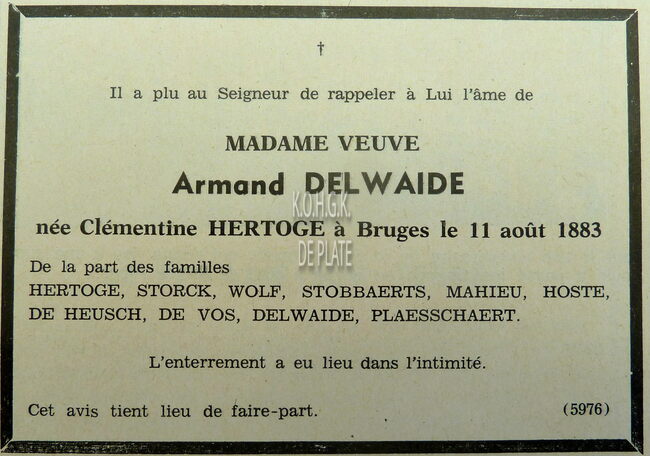 †
Il a plu au Seigneur de rappeler à Lui l'âme de
MADAME VEUVE
Armand DELWAIDE
K.O.H.G.K.
née Clémentine HERTOGE à Bruges le 11 août 1883
DE PLATE
De la part des familles
HERTOGE, STORCK, WOLF, STOBBAERTS, MAHIEU, HOSTE,
DE HEUSCH, DE VOS, DELWAIDE, PLAESSCHAERT.
L'enterrement a eu lieu dans l'intimité.
Cet avis tient lieu de faire-part. (5976)